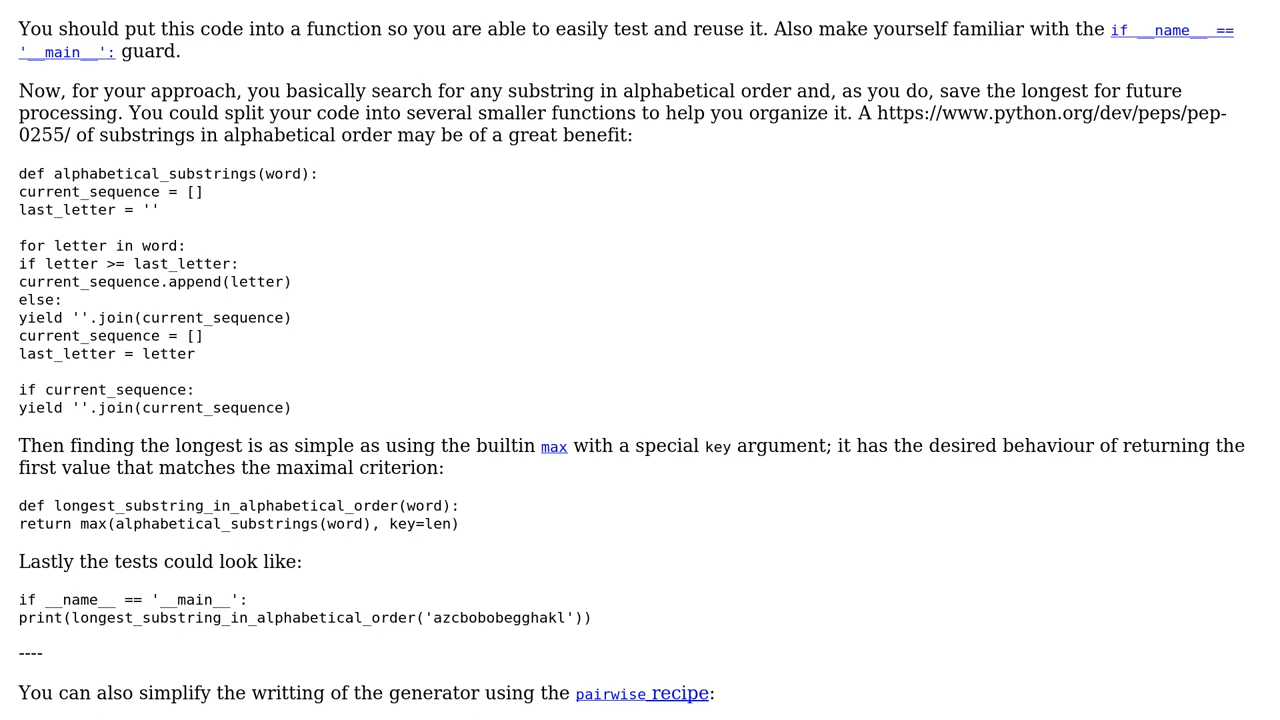 You should put this code into a function so you are able to easily test and reuse it. Also make yourself familiar with the if __name__ ==
'__main__': guard.
Now, for your approach, you basically search for any substring in alphabetical order and, as you do, save the longest for future
processing. You could split your code into several smaller functions to help you organize it. A https://www.python.org/dev/peps/pep-
0255/ of substrings in alphabetical order may be of a great benefit:
def alphabetical_substrings(word):
current_sequence = []
last_letter = ''
for letter in word:
if letter >= last_letter:
current_sequence.append(letter)
else:
yield ''.join(current_sequence)
current_sequence = []
last_letter = letter
if current_sequence:
yield ''.join(current_sequence)
Then finding the longest is as simple as using the builtin max with a special key argument; it has the desired behaviour of returning the
first value that matches the maximal criterion:
def longest_substring_in_alphabetical_order(word):
return max(alphabetical_substrings(word), key=len)
Lastly the tests could look like:
if __name__ == '__main__':
print(longest_substring_in_alphabetical_order('azcbobobegghakl'))
----
You can also simplify the writting of the generator using the pairwise recipe: